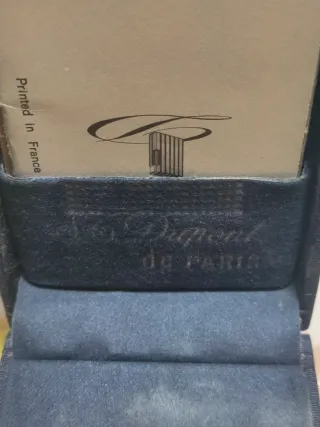 Printed in France
D
S.T. Dupont
de PARIS